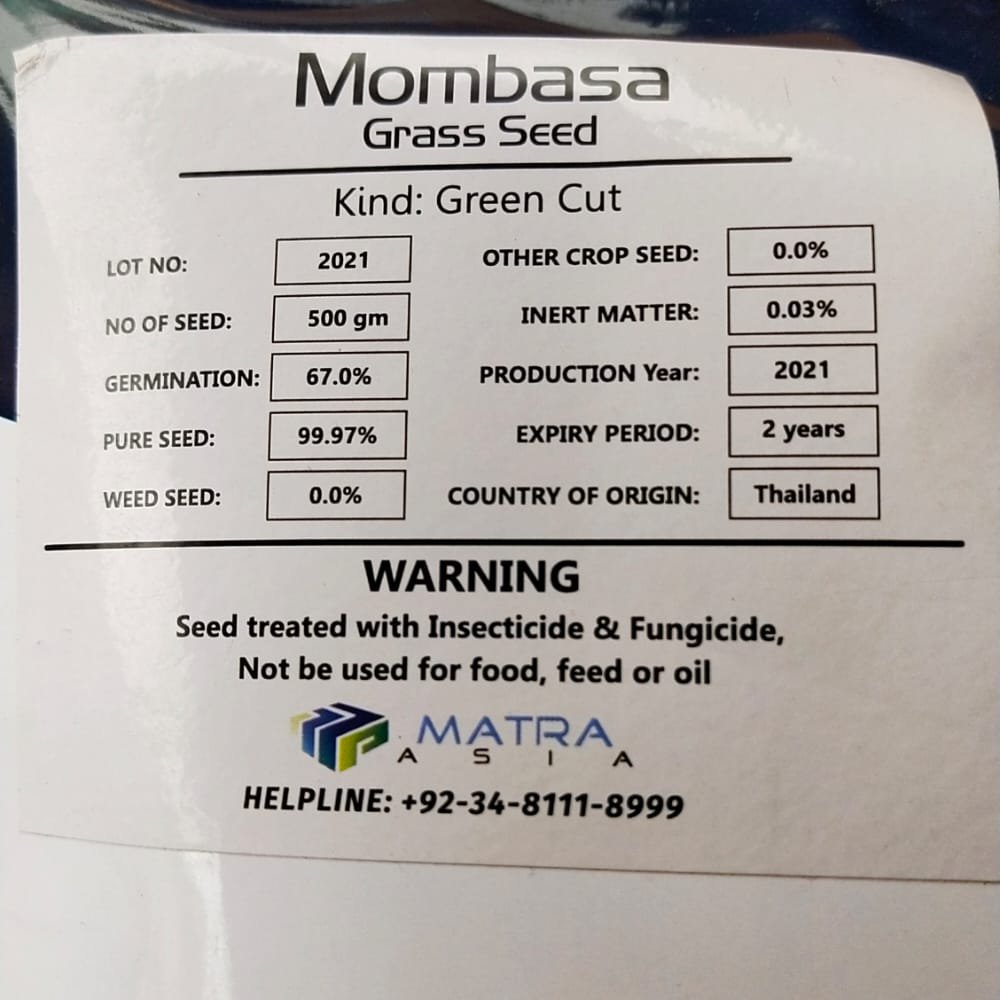 Mombasa
Grass Seed
Kind: Green Cut
LOT NO: 2021
NO OF SEED: 500 gm
GERMINATION: 67.0%
PURE SEED: 99.97%
WEED SEED: 0.0%
OTHER CROP SEED: 0.0%
INERT MATTER: 0.03%
PRODUCTION Year: 2021
EXPIRY PERIOD: 2 years
COUNTRY OF ORIGIN: Thailand
WARNING
Seed treated with Insecticide & Fungicide,
Not be used for food, feed or oil
MATRA
ASIA
HELPLINE: +92-34-8111-8999